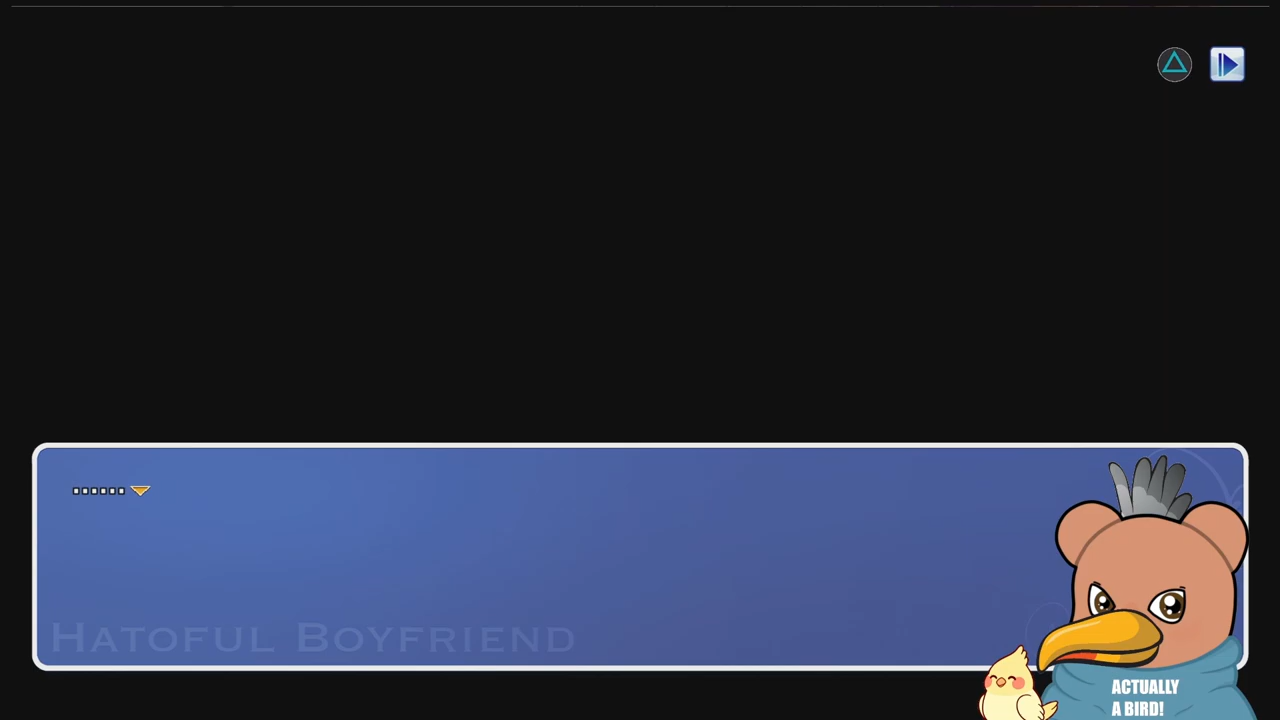 ......
HATOFUL BOYFRIEND
ACTUALLY
A BIRD!